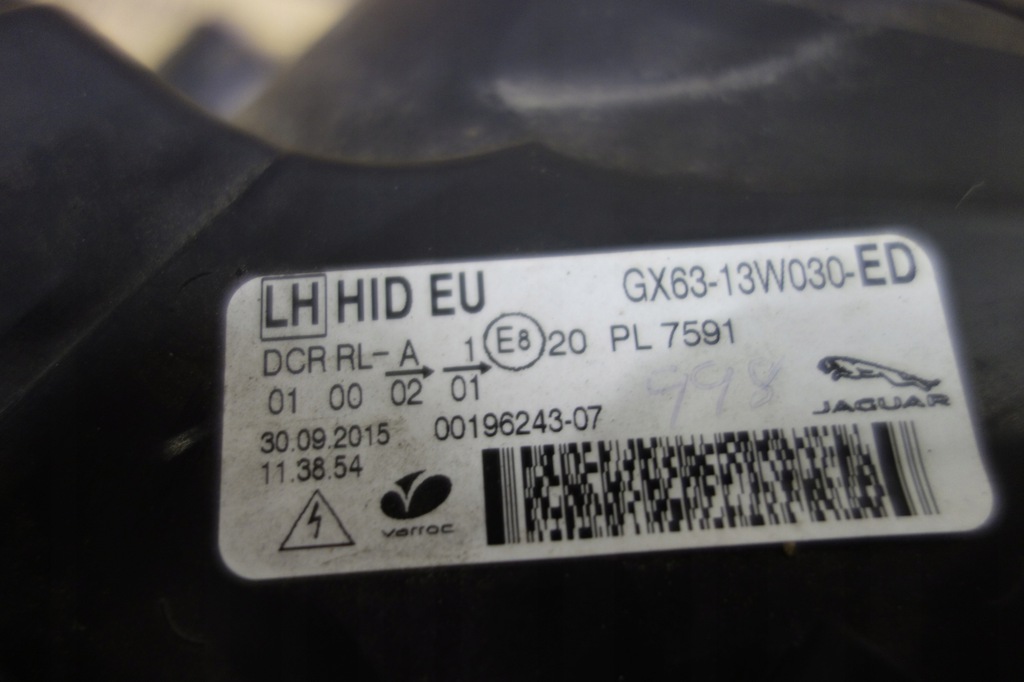 LH HID EU GX63-13W030-ED
DCR RL- A 1 E8 20 PL 7591
01 00 02 01
998
30.09.2015 00196243-07
11.38.54
JAGUAR
varroc